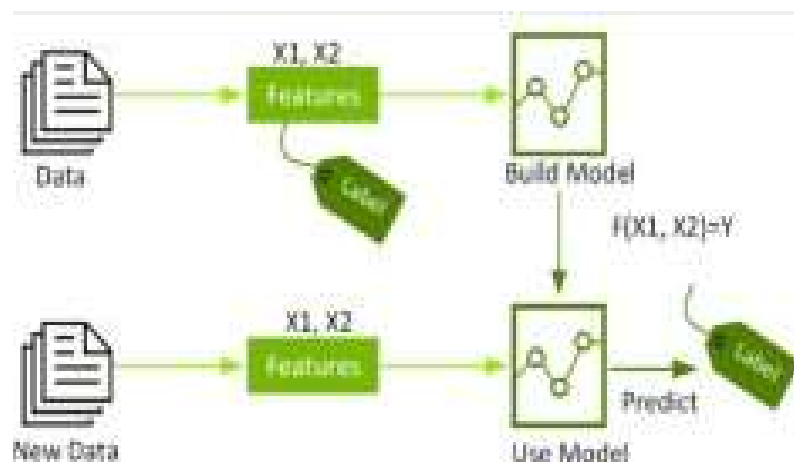 X1, X2
Features
Label
Data
Build Model
F(X1, X2)=Y
X1, X2
Features
Label
Predict
New Data
Use Model